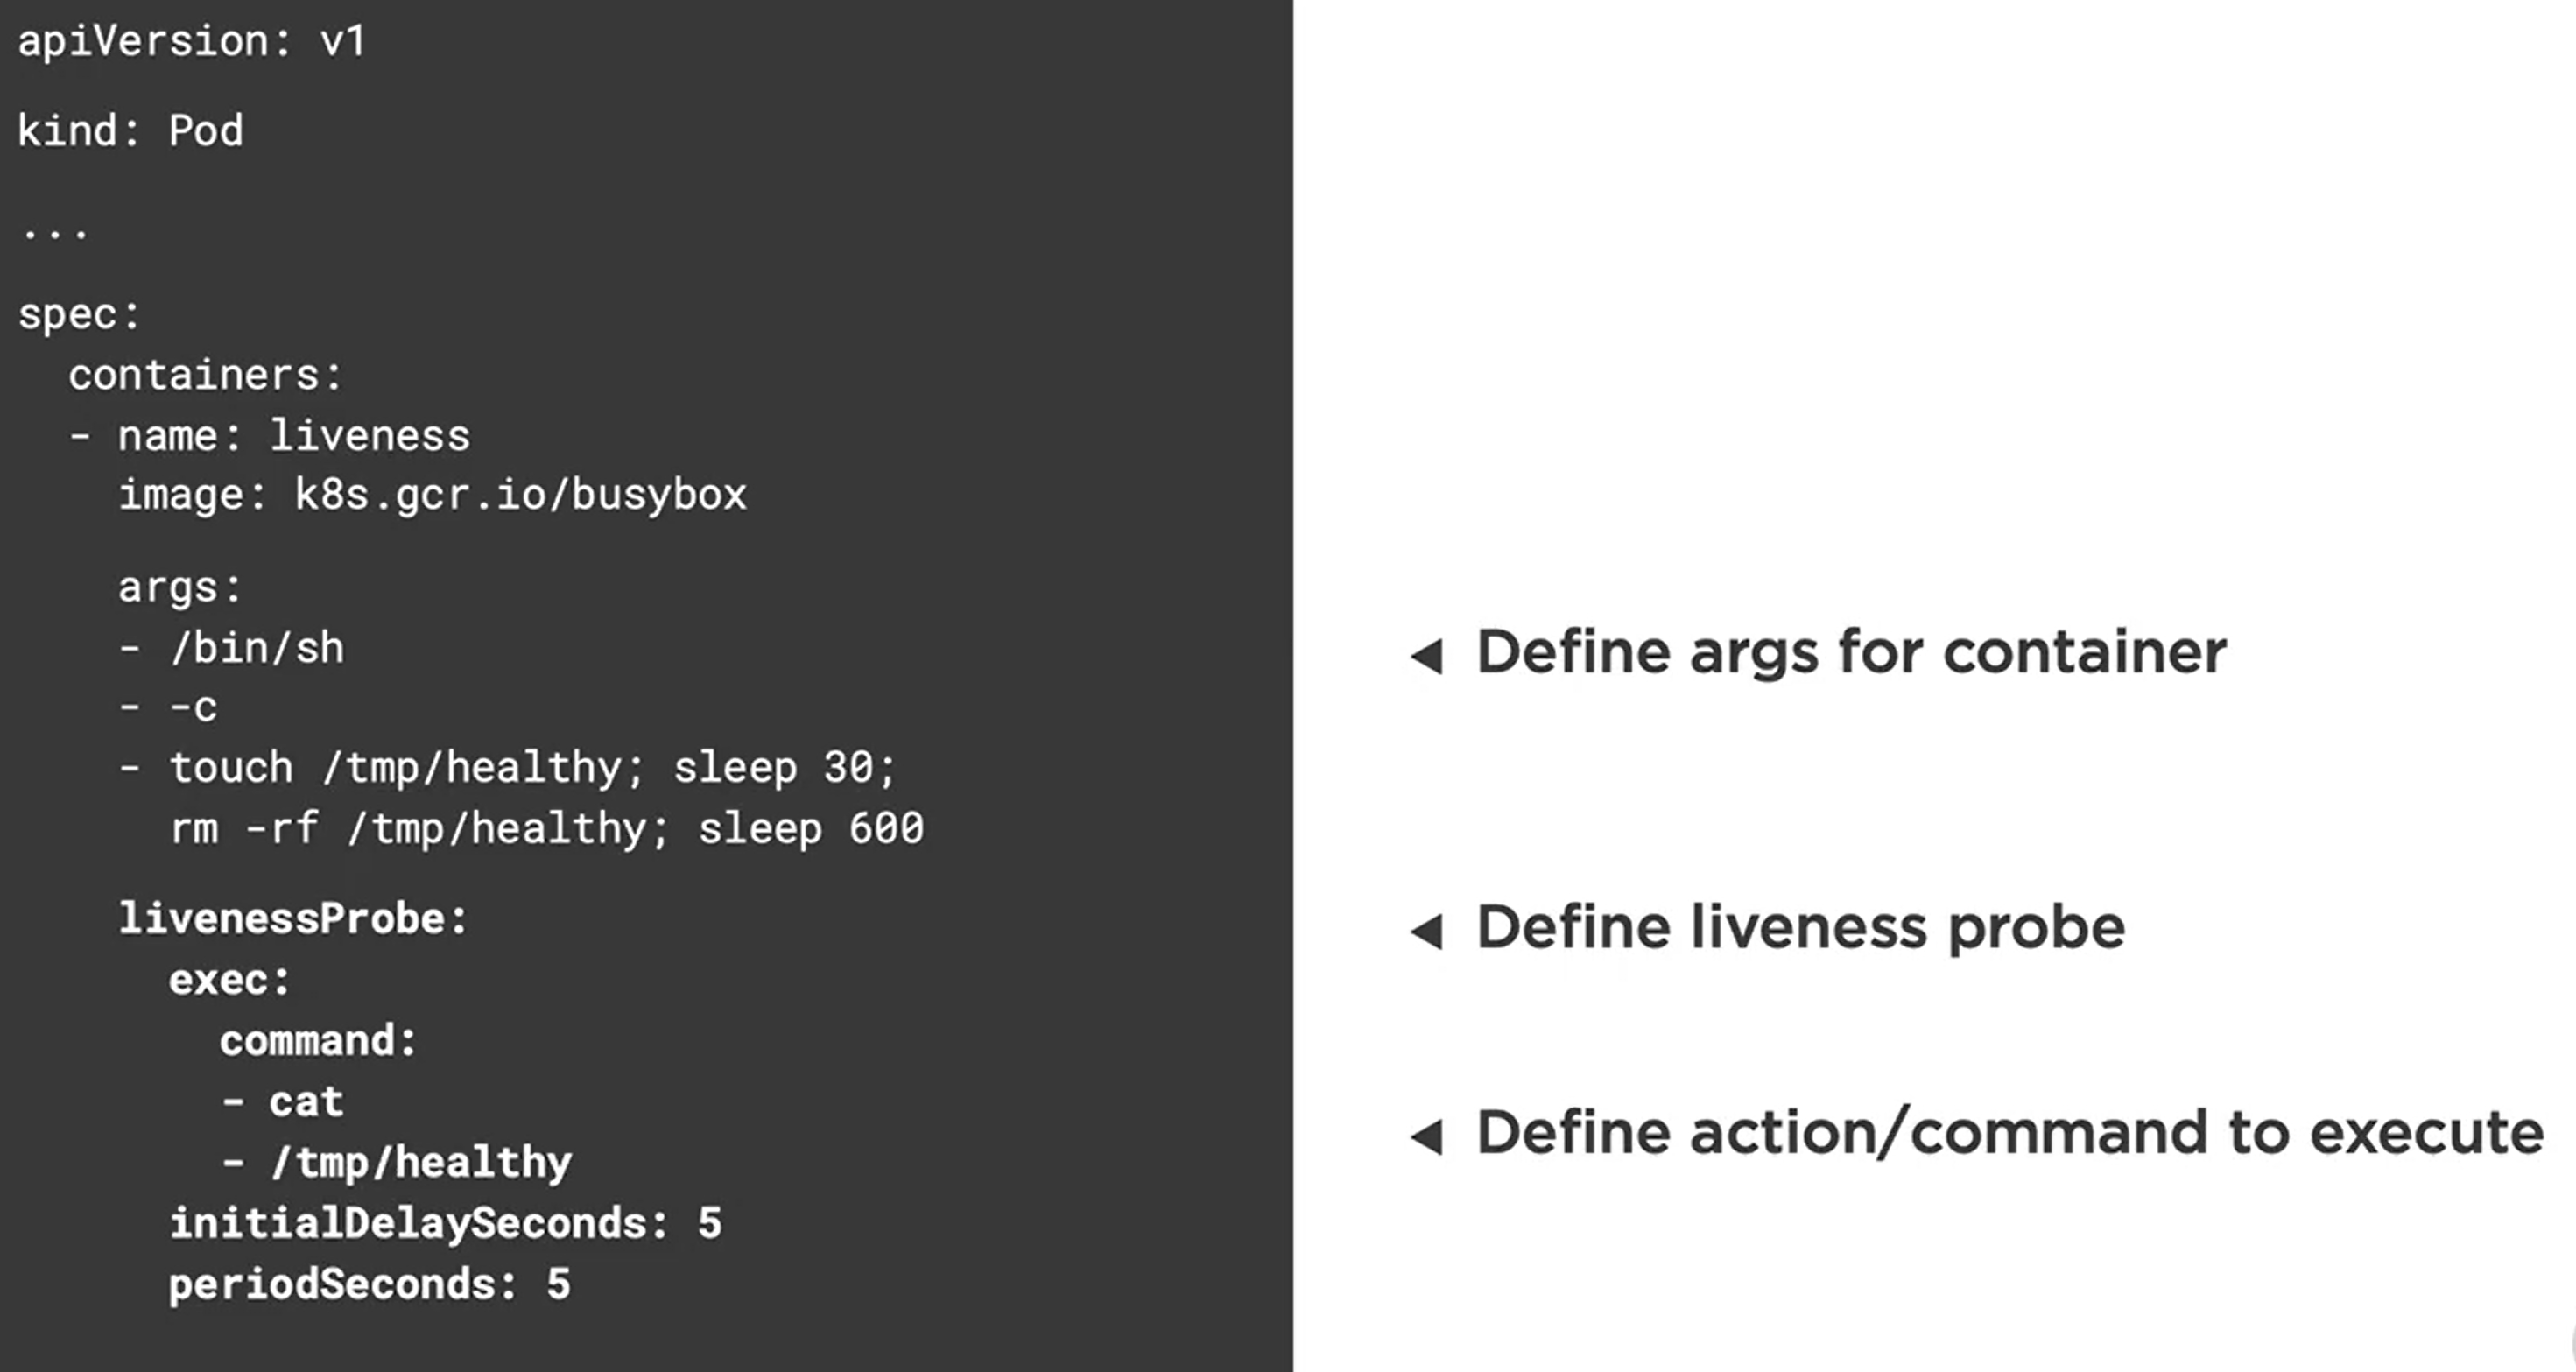 apiVersion: v1
kind: Pod
...
spec:
  containers:
  - name: liveness
    image: k8s.gcr.io/busybox
    args:
    - /bin/sh
    - -c
    - touch /tmp/healthy; sleep 30;
      rm -rf /tmp/healthy; sleep 600
    livenessProbe:
      exec:
        command:
        - cat
        - /tmp/healthy
      initialDelaySeconds: 5
      periodSeconds: 5
◄ Define args for container
◄ Define liveness probe
◄ Define action/command to execute